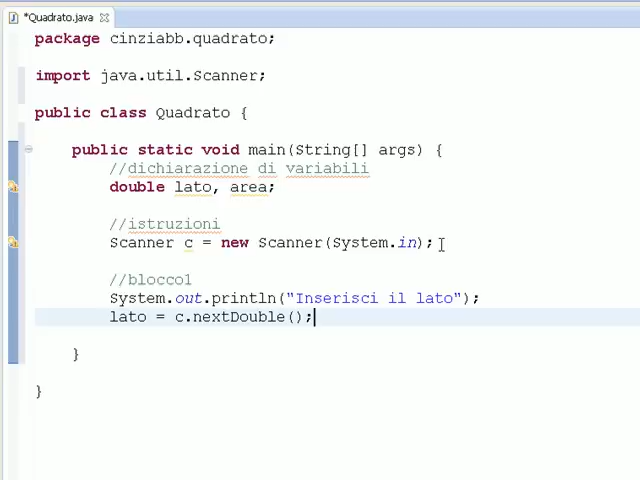 *Quadrato.java
package cinziabb.quadrato;
import java.util.Scanner;
public class Quadrato {
public static void main(String[] args) {
//dichiarazione di variabili
double lato, area;
//istruzioni
Scanner c = new Scanner(System.in);
//blocco1
System.out.println("Inserisci il lato");
lato = c.nextDouble();
}
}